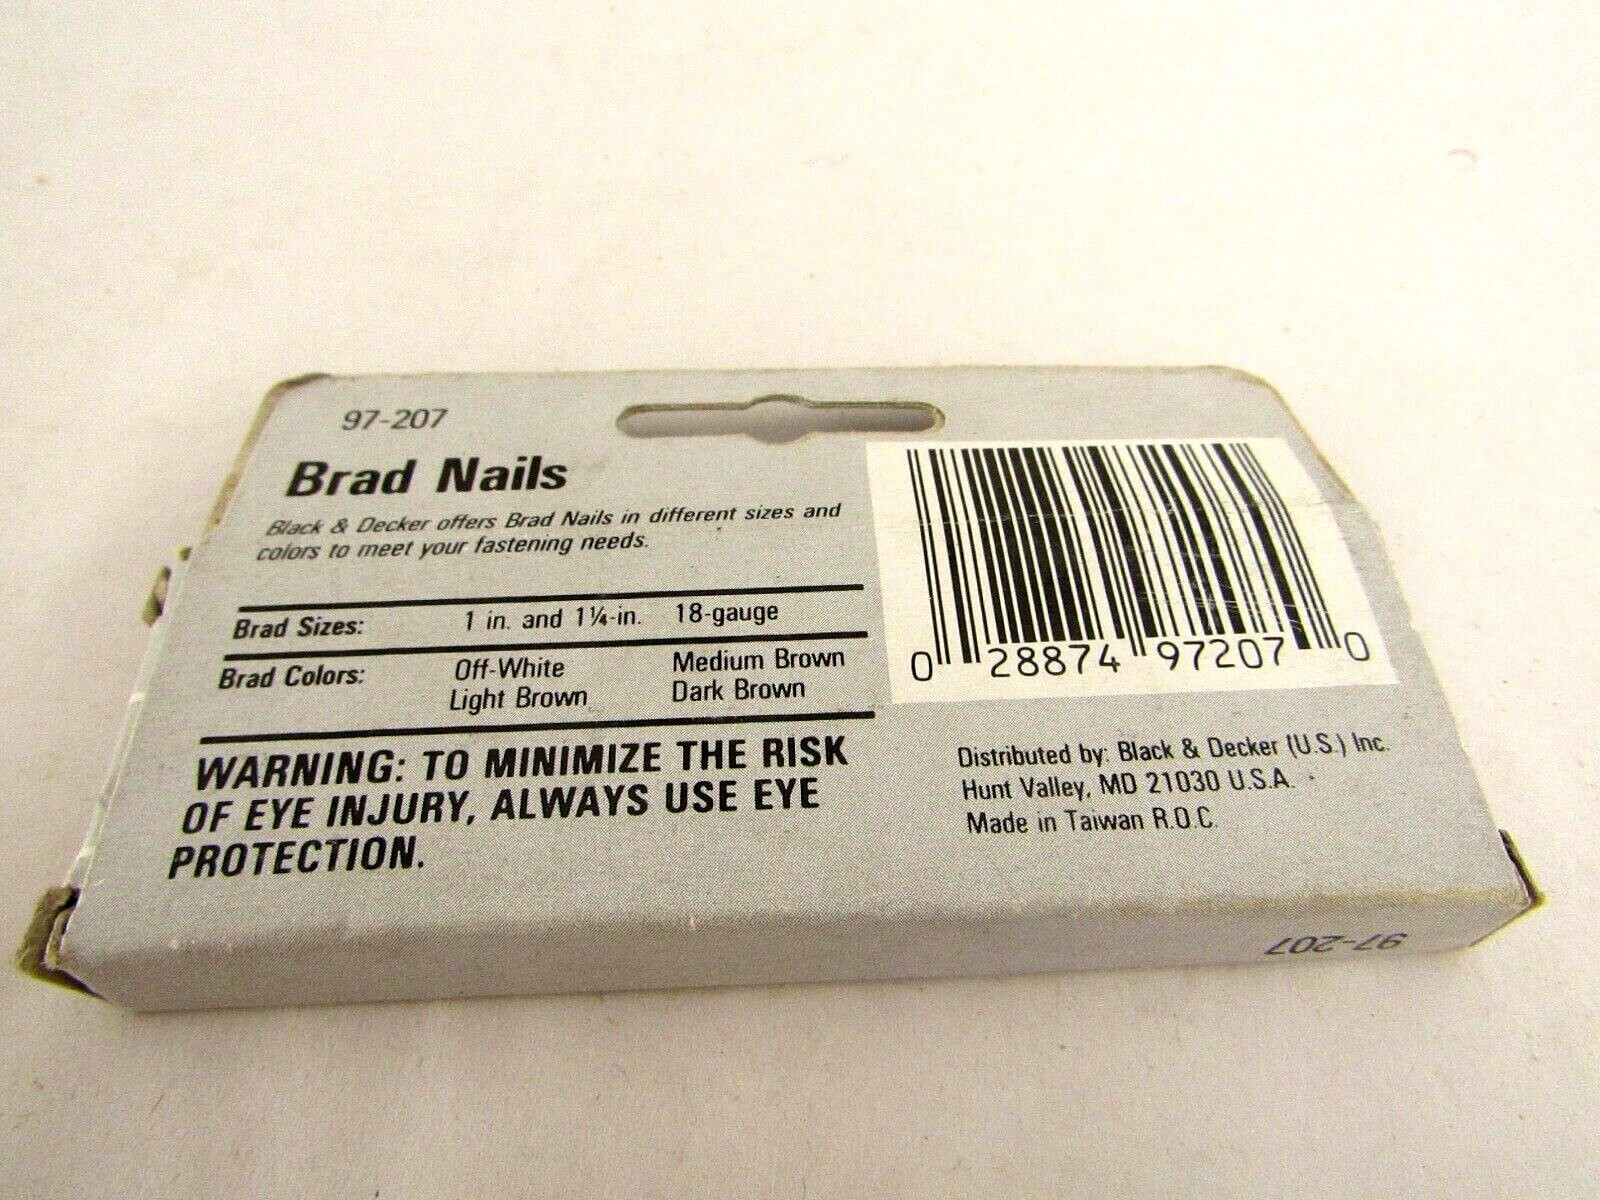 97-207
Brad Nails
Black & Decker offers Brad Nails in different sizes and
colors to meet your fastening needs.
Brad Sizes: 1 in. and 1¼-in. 18-gauge
Brad Colors: Off-White Medium Brown
Light Brown Dark Brown
WARNING: TO MINIMIZE THE RISK
OF EYE INJURY, ALWAYS USE EYE
PROTECTION.
0 28874 97207 0
Distributed by: Black & Decker (U.S.) Inc.
Hunt Valley, MD 21030 U.S.A.
Made in Taiwan R.O.C.
97-207